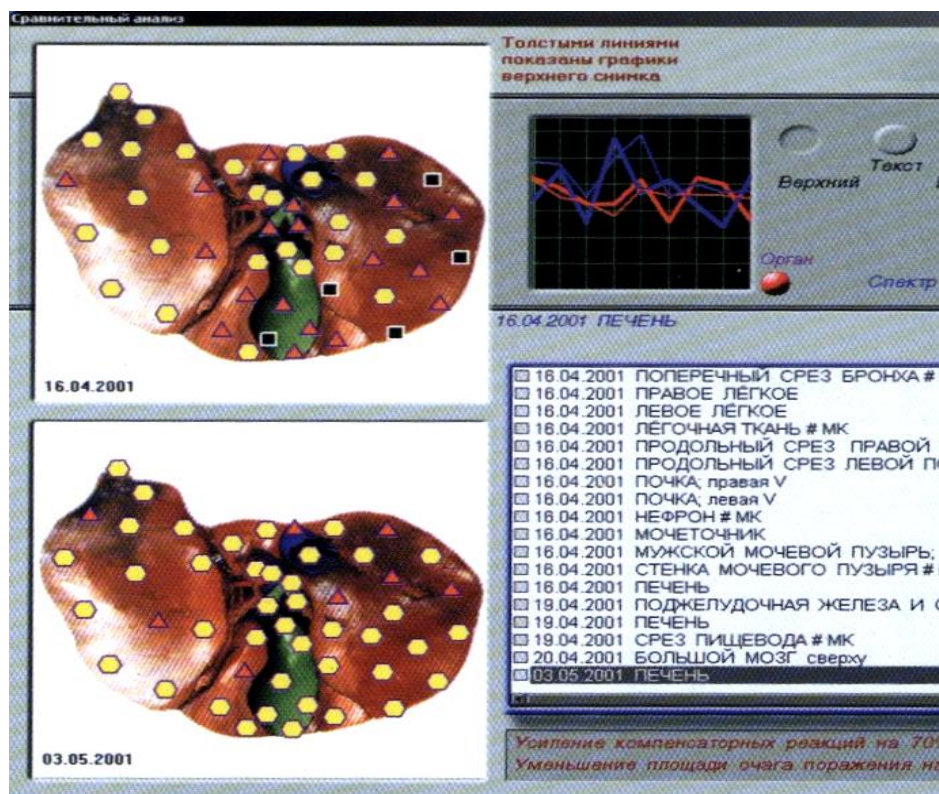 Сравнительный анализ
Толстыми линиями
показаны графики
верхнего снимка
Верхний
Текст
Орган
Спектр
16.04.2001 ПЕЧЕНЬ
16.04.2001
16.04.2001 ПОПЕРЕЧНЫЙ СРЕЗ БРОНХА #
16.04.2001 ПРАВОЕ ЛЁГКОЕ
16.04.2001 ЛЕВОЕ ЛЁГКОЕ
16.04.2001 ЛЁГОЧНАЯ ТКАНЬ # МК
16.04.2001 ПРОДОЛЬНЫЙ СРЕЗ ПРАВОЙ
16.04.2001 ПРОДОЛЬНЫЙ СРЕЗ ЛЕВОЙ
16.04.2001 ПОЧКА; правая V
16.04.2001 ПОЧКА; левая V
16.04.2001 НЕФРОН # МК
16.04.2001 МОЧЕТОЧНИК
16.04.2001 МУЖСКОЙ МОЧЕВОЙ ПУЗЫРЬ;
16.04.2001 СТЕНКА МОЧЕВОГО ПУЗЫРЯ #
16.04.2001 ПЕЧЕНЬ
19.04.2001 ПОДЖЕЛУДОЧНАЯ ЖЕЛЕЗА И
19.04.2001 ПЕЧЕНЬ
19.04.2001 СРЕЗ ПИЩЕВОДА # МК
20.04.2001 БОЛЬШОЙ МОЗГ сверху
03.05.2001 ПЕЧЕНЬ
03.05.2001
Усиление компенсаторных реакций на 70%
Уменьшение площади очага поражения на